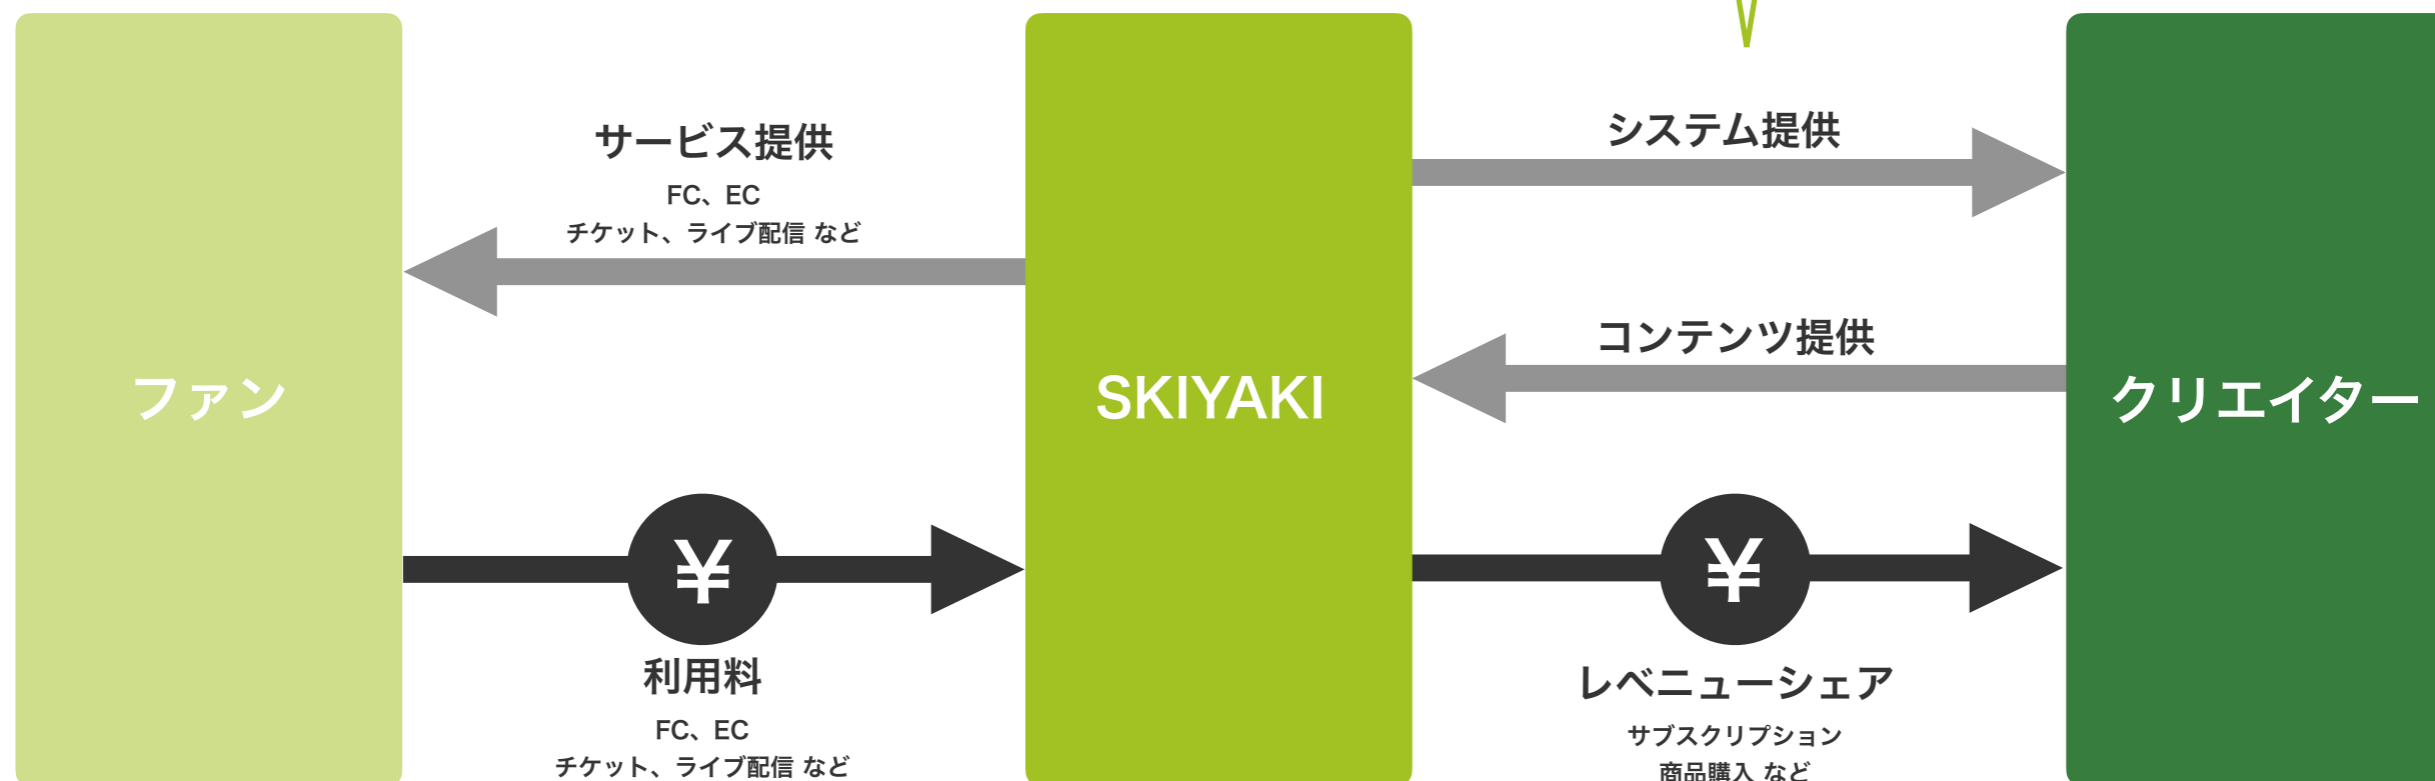 ファン
サービス提供
FC、EC
チケット、ライブ配信 など
¥
利用料
FC、EC
チケット、ライブ配信 など
SKIYAKI
システム提供
コンテンツ提供
¥
レベニューシェア
サブスクリプション
商品購入 など
クリエイター